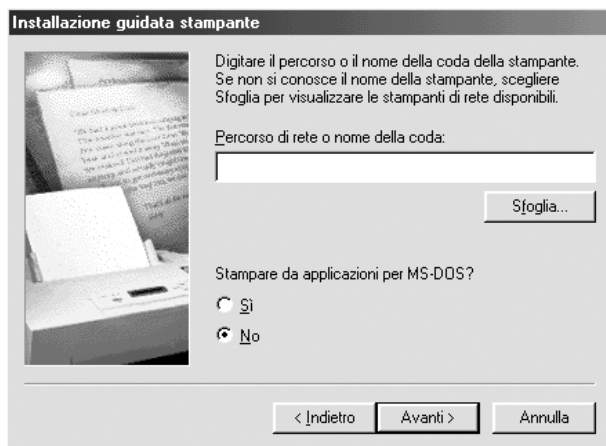 Installazione guidata stampante
Digitare il percorso o il nome della coda della stampante.
Se non si conosce il nome della stampante, scegliere
Sfoglia per visualizzare le stampanti di rete disponibili.
Percorso di rete o nome della coda:
Sfoglia...
Stampare da applicazioni per MS-DOS?
Sì
No
< Indietro
Avanti >
Annulla